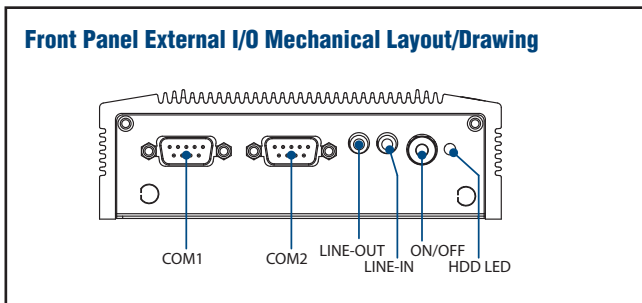 Front Panel External I/O Mechanical Layout/Drawing
COM1
COM2
LINE-OUT
LINE-IN
ON/OFF
HDD LED